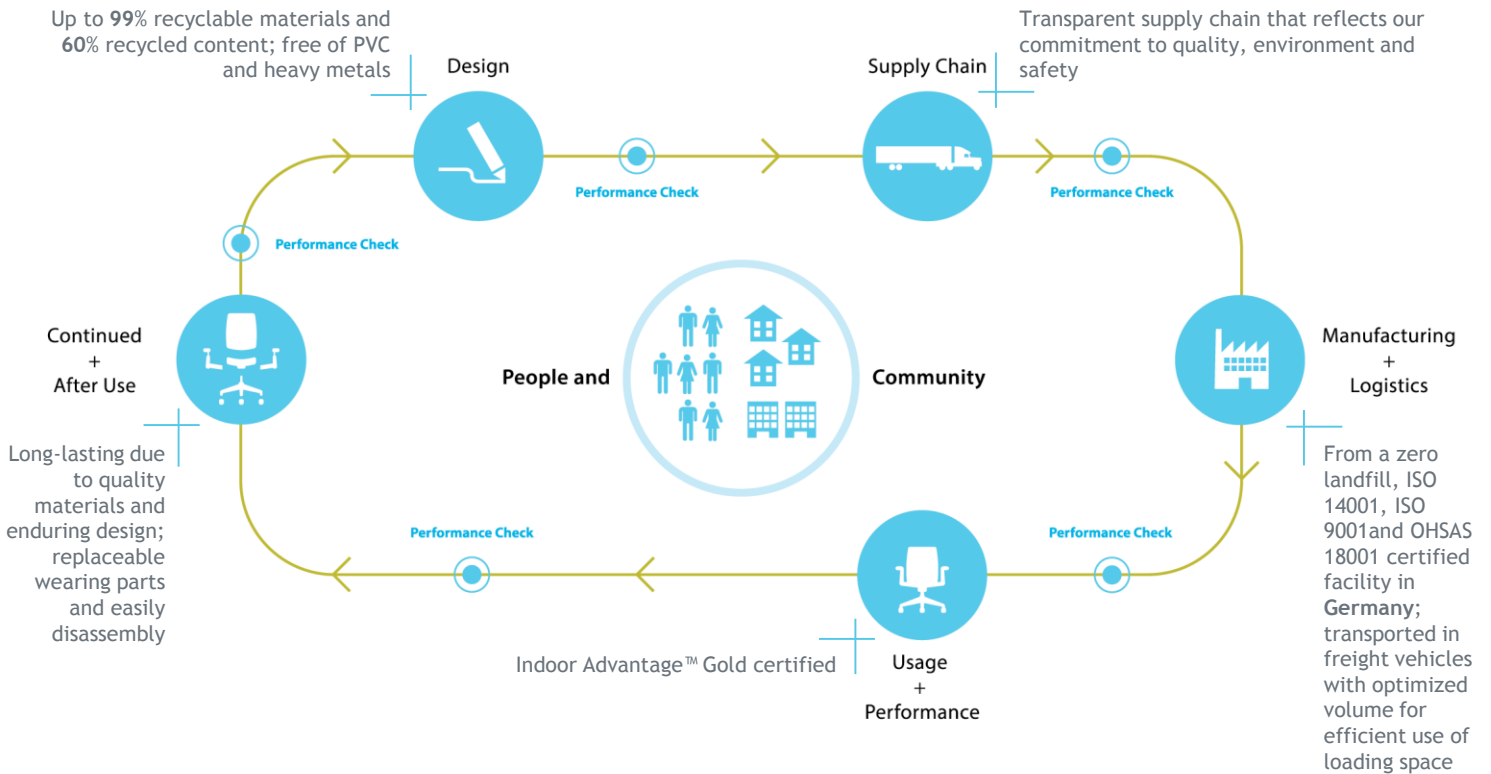 Up to 99% recyclable materials and
60% recycled content; free of PVC
and heavy metals
Design
Supply Chain
Transparent supply chain that reflects our
commitment to quality, environment and
safety
Performance Check
Performance Check
Performance Check
Continued
+
After Use
People and
Community
Manufacturing
+
Logistics
Long-lasting due
to quality
materials and
enduring design;
replaceable
wearing parts
and easily
disassembly
From a zero
landfill, ISO
14001, ISO
9001and OHSAS
18001 certified
facility in
Germany;
transported in
freight vehicles
with optimized
volume for
efficient use of
loading space
Performance Check
Performance Check
Indoor Advantage™ Gold certified
Usage
+
Performance